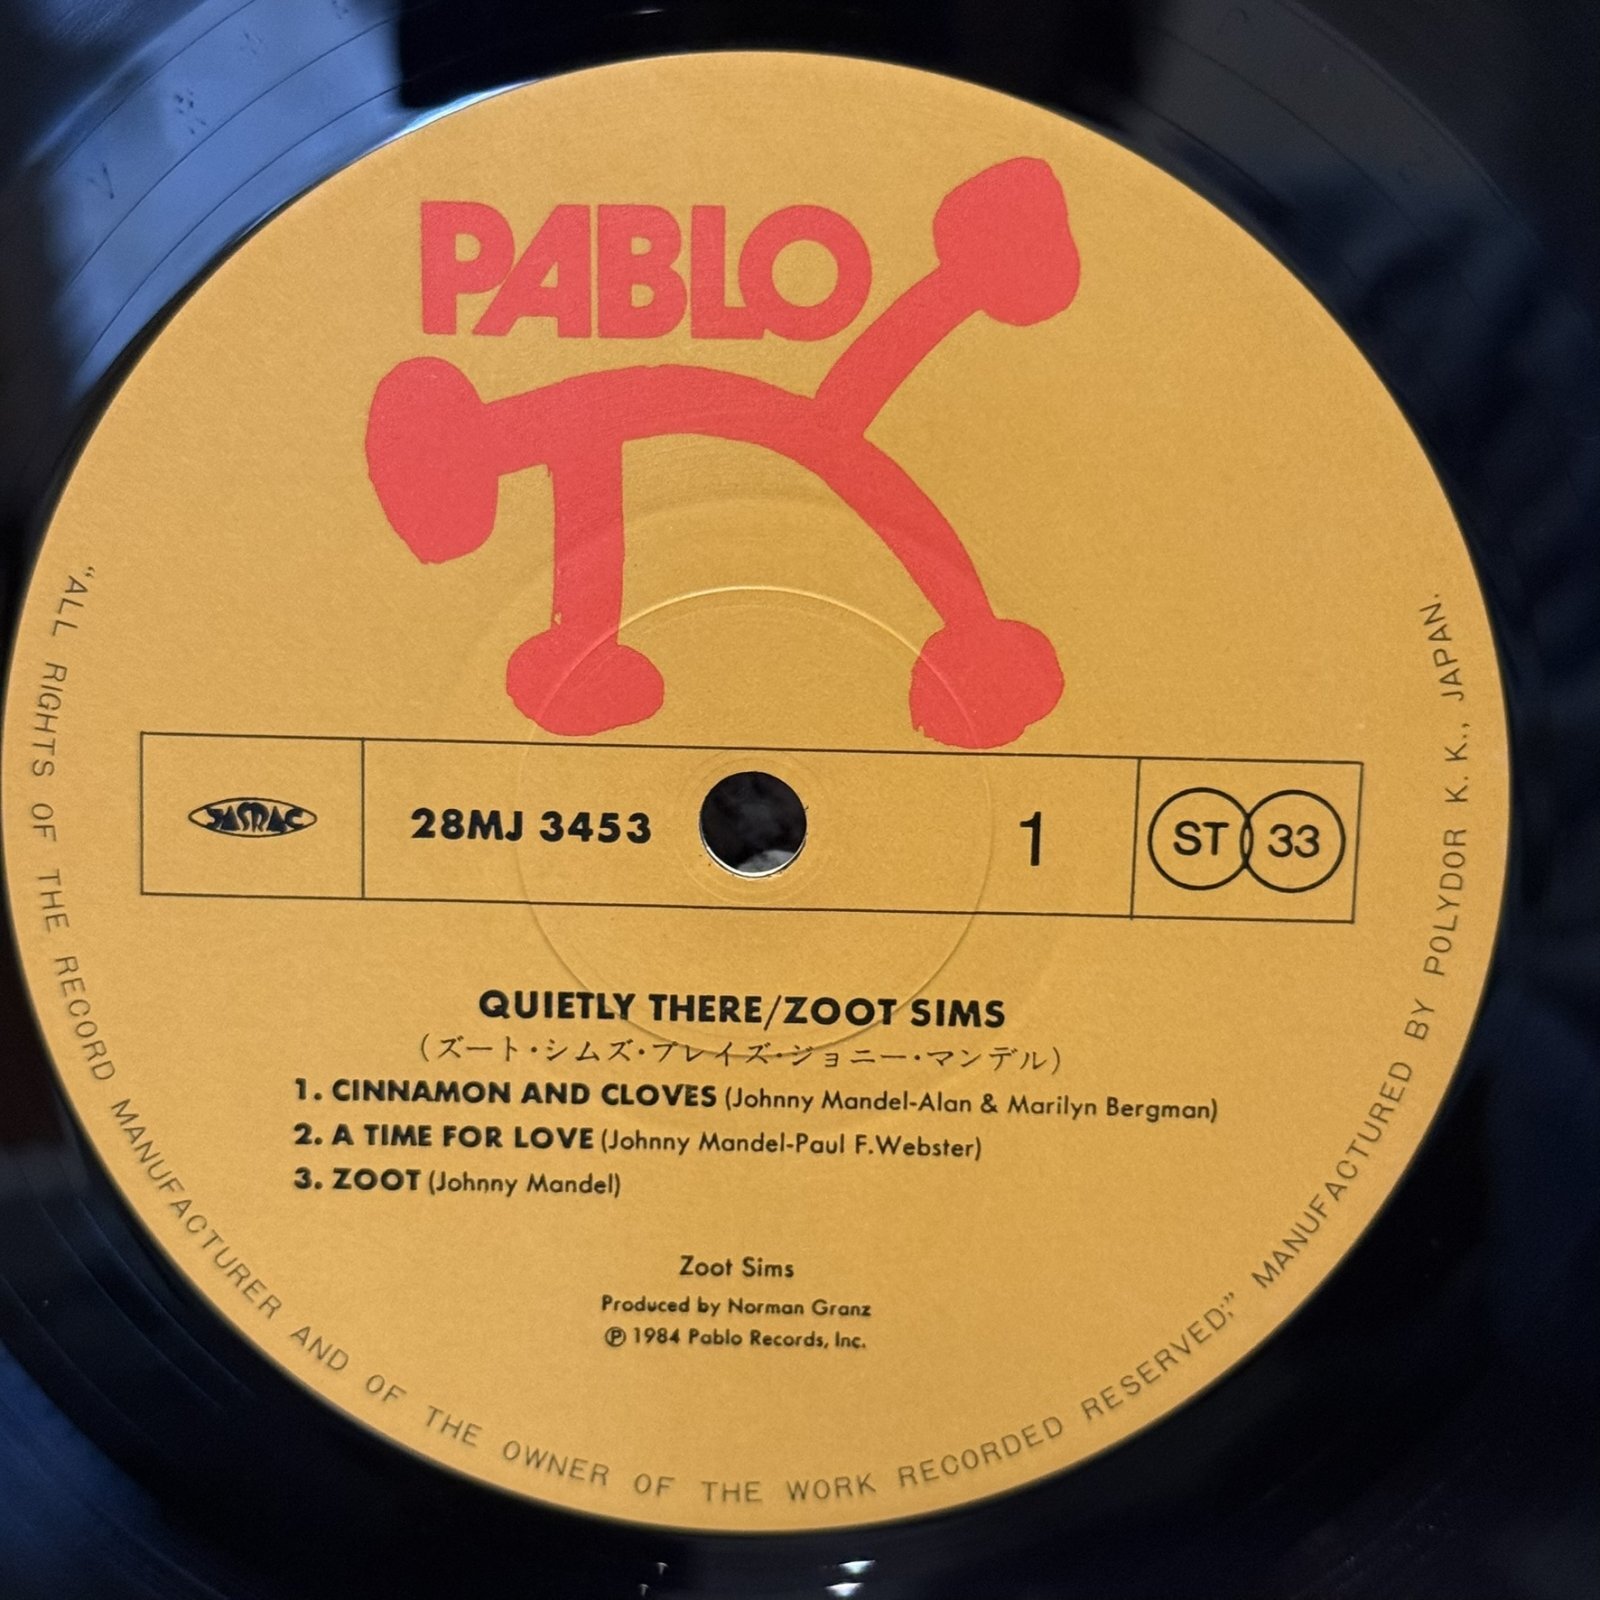 PABLO
JASRAC
28MJ 3453
1
ST 33
QUIETLY THERE/ZOOT SIMS
(ズート・シムズ・プレイズ・ジョニー・マンデル)
1. CINNAMON AND CLOVES (Johnny Mandel-Alan & Marilyn Bergman)
2. A TIME FOR LOVE (Johnny Mandel-Paul F.Webster)
3. ZOOT (Johnny Mandel)
Zoot Sims
Produced by Norman Granz
Ⓟ 1984 Pablo Records, Inc.
“ALL RIGHTS OF THE RECORD MANUFACTURER AND OF THE OWNER OF THE WORK RECORDED RESERVED;” MANUFACTURED BY POLYDOR K. K., JAPAN.